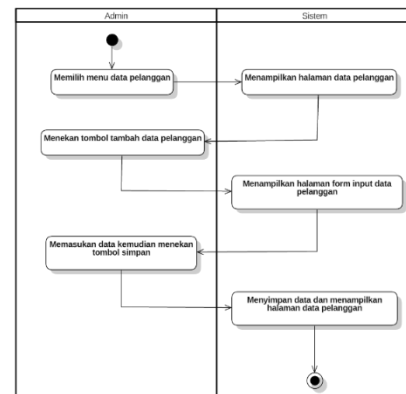 Admin
Sistem
Memilih menu data pelanggan
Menampilkan halaman data pelanggan
Menekan tombol tambah data pelanggan
Menampilkan halaman form input data
pelanggan
Memasukan data kemudian menekan
tombol simpan
Menyimpan data dan menampilkan
halaman data pelanggan